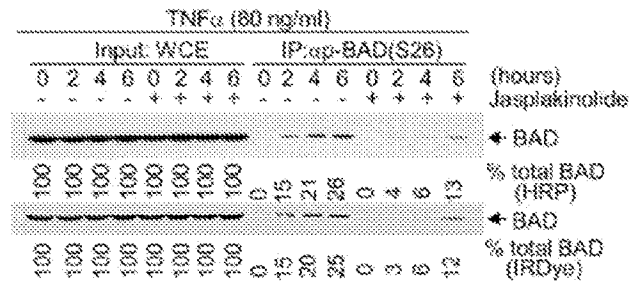 TNFα (80 ng/ml)
Input: WCE IP:αp-BAD(S26)
0 2 4 6 0 2 4 6 0 2 4 6 0 2 4 6 (hours)
- - - - + + + + - - - - + + + + Jasplakinolide
BAD
100 100 100 100 100 100 100 100 0 15 21 26 0 4 6 13 % total BAD (HRP)
BAD
100 100 100 100 100 100 100 100 0 15 20 25 0 3 6 12 % total BAD (IRDye)